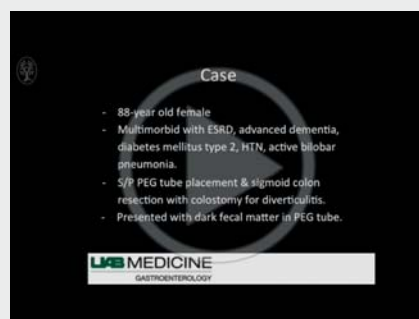 Case
- 88-year old female
- Multimorbid with ESRD, advanced dementia,
diabetes mellitus type 2, HTN, active bilobar
pneumonia.
- S/P PEG tube placement & sigmoid colon
resection with colostomy for diverticulitis.
- Presented with dark fecal matter in PEG tube.
UAB MEDICINE
GASTROENTEROLOGY